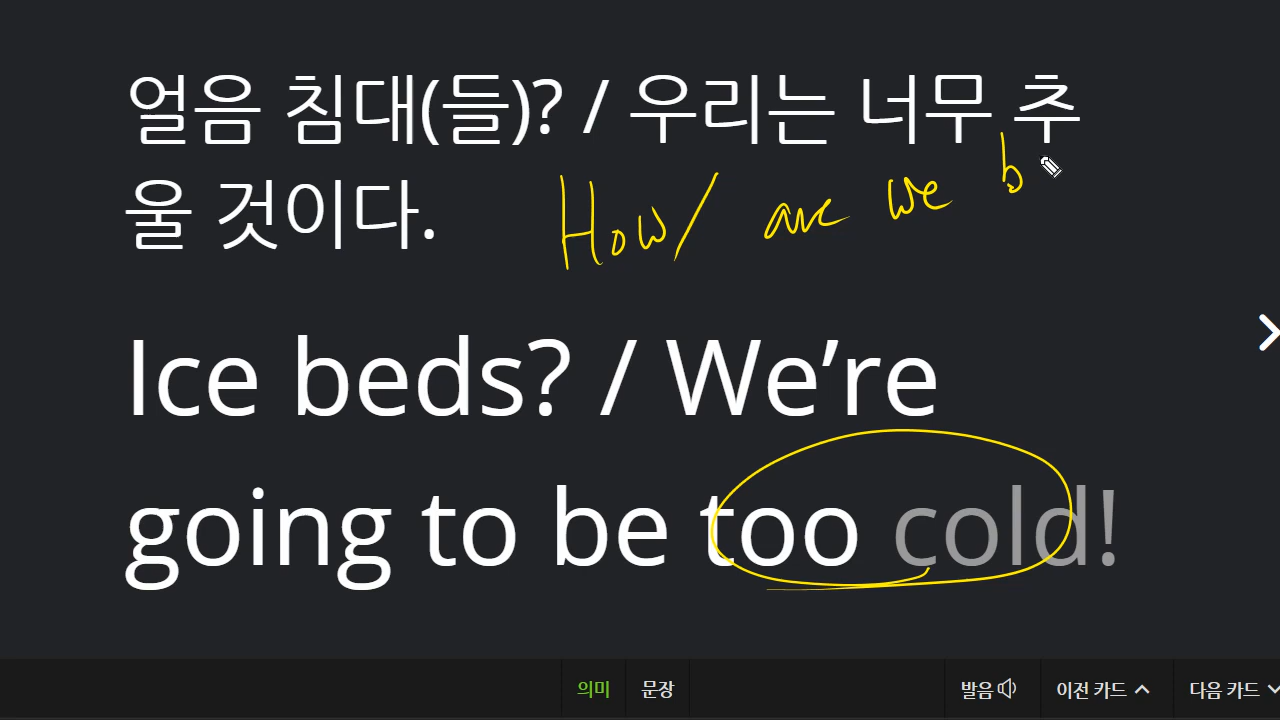 얼음 침대(들)? / 우리는 너무 추
울 것이다.
How / are we b
Ice beds? / We’re
going to be too cold!
의미 문장 발음 이전 카드 다음 카드